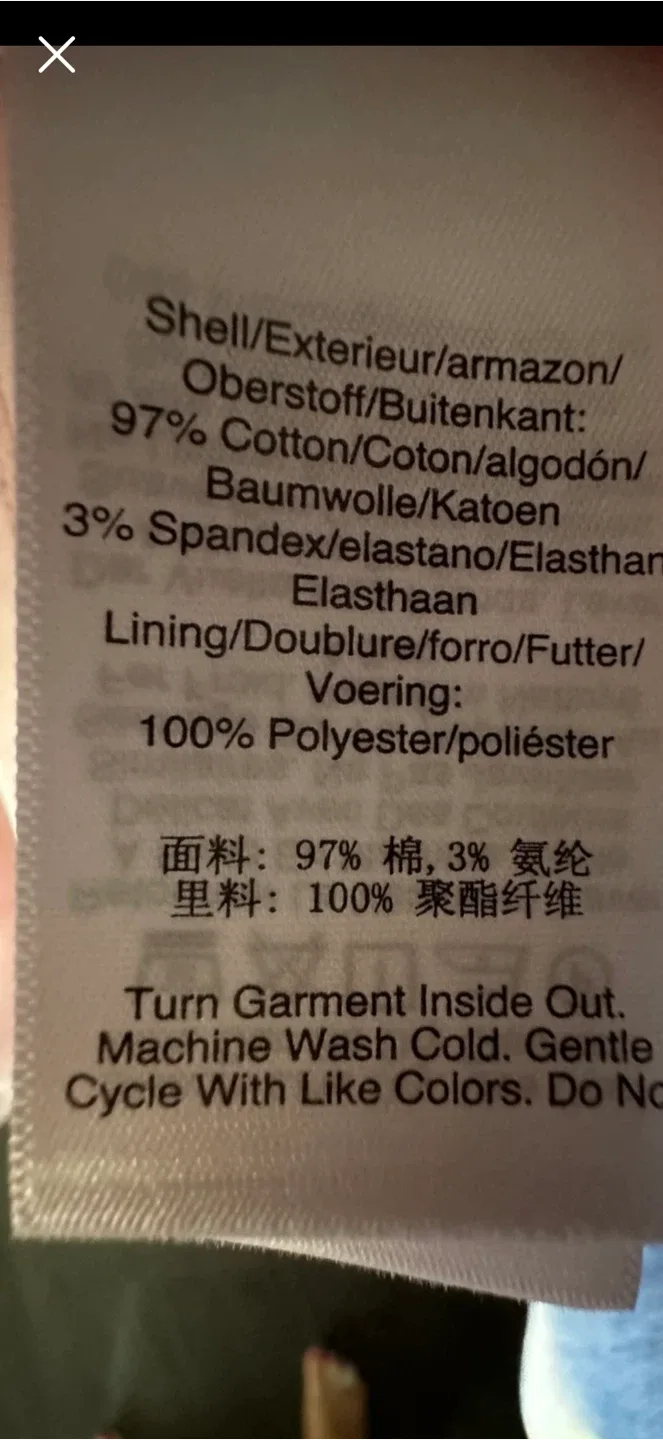 Shell/Exterieur/armazon/
Oberstoff/Buitenkant:
97% Cotton/Coton/algodón/
Baumwolle/Katoen
3% Spandex/elastano/Elasthan
Elasthaan
Lining/Doublure/forro/Futter/
Voering:
100% Polyester/poliéster
面料: 97% 棉,3% 氨纶
里料: 100% 聚酯纤维
Turn Garment Inside Out.
Machine Wash Cold. Gentle
Cycle With Like Colors. Do